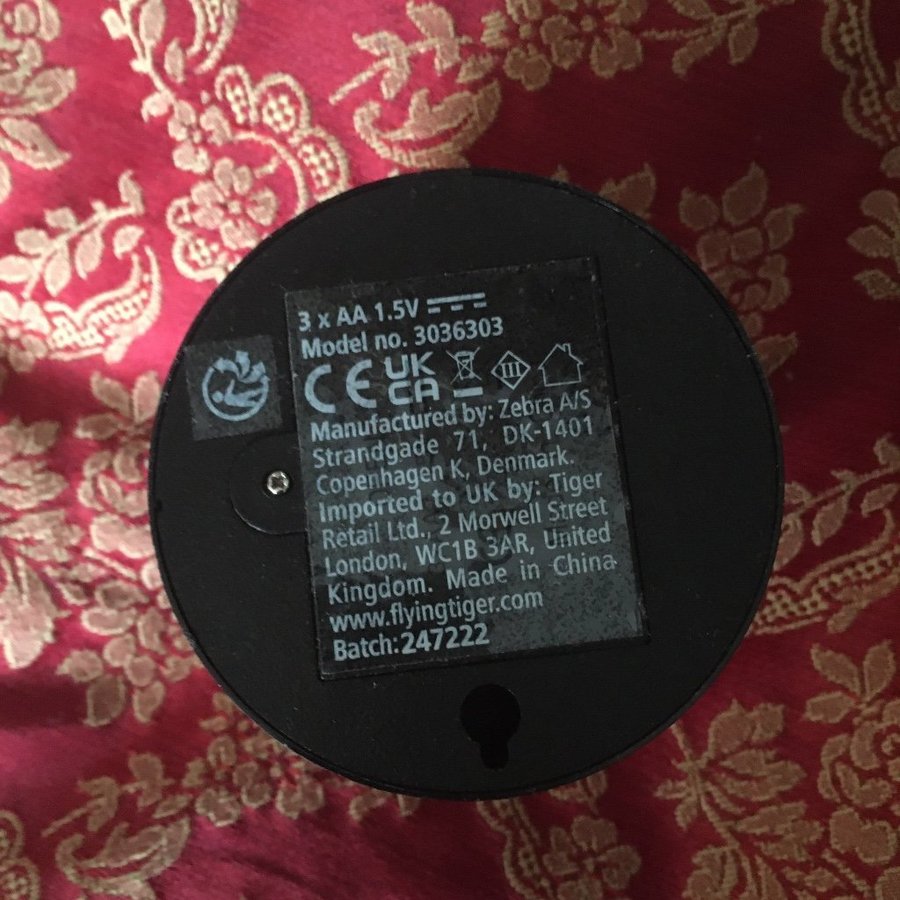 3 x AA 1.5V
Model no. 3036303
CE UK CA III
Manufactured by: Zebra A/S
Strandgade 71, DK-1401
Copenhagen K, Denmark.
Imported to UK by: Tiger
Retail Ltd., 2 Morwell Street
London, WC1B 3AR, United
Kingdom. Made in China
www.flyingtiger.com
Batch:247222